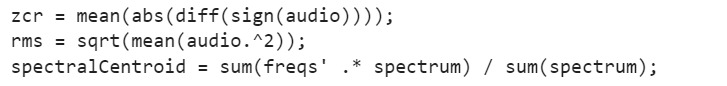 zcr = mean(abs(diff(sign(audio))));
rms = sqrt(mean(audio.^2));
spectralCentroid = sum(freqs' .* spectrum) / sum(spectrum);